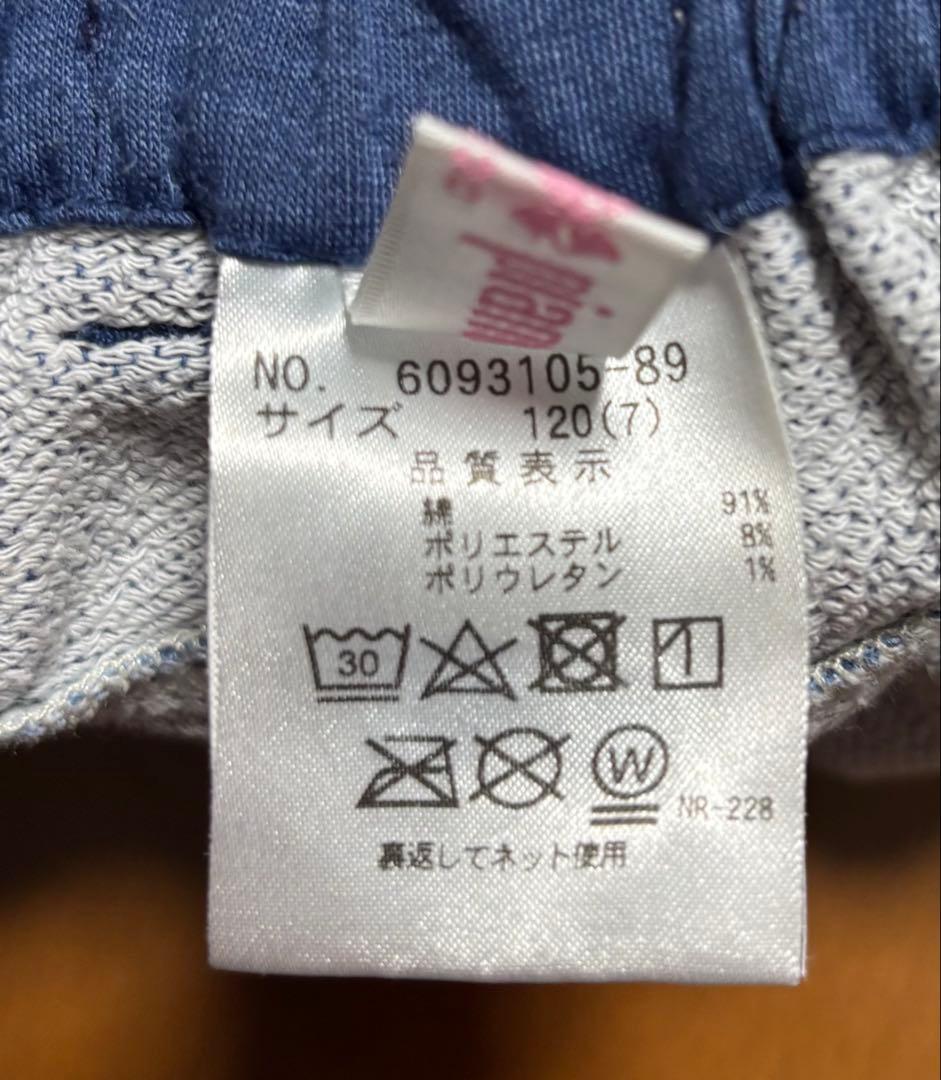 NO. 6093105-89
サイズ 120(7)
品質表示
綿 91%
ポリエステル 8%
ポリウレタン 1%
30
W
NR-228
裏返してネット使用